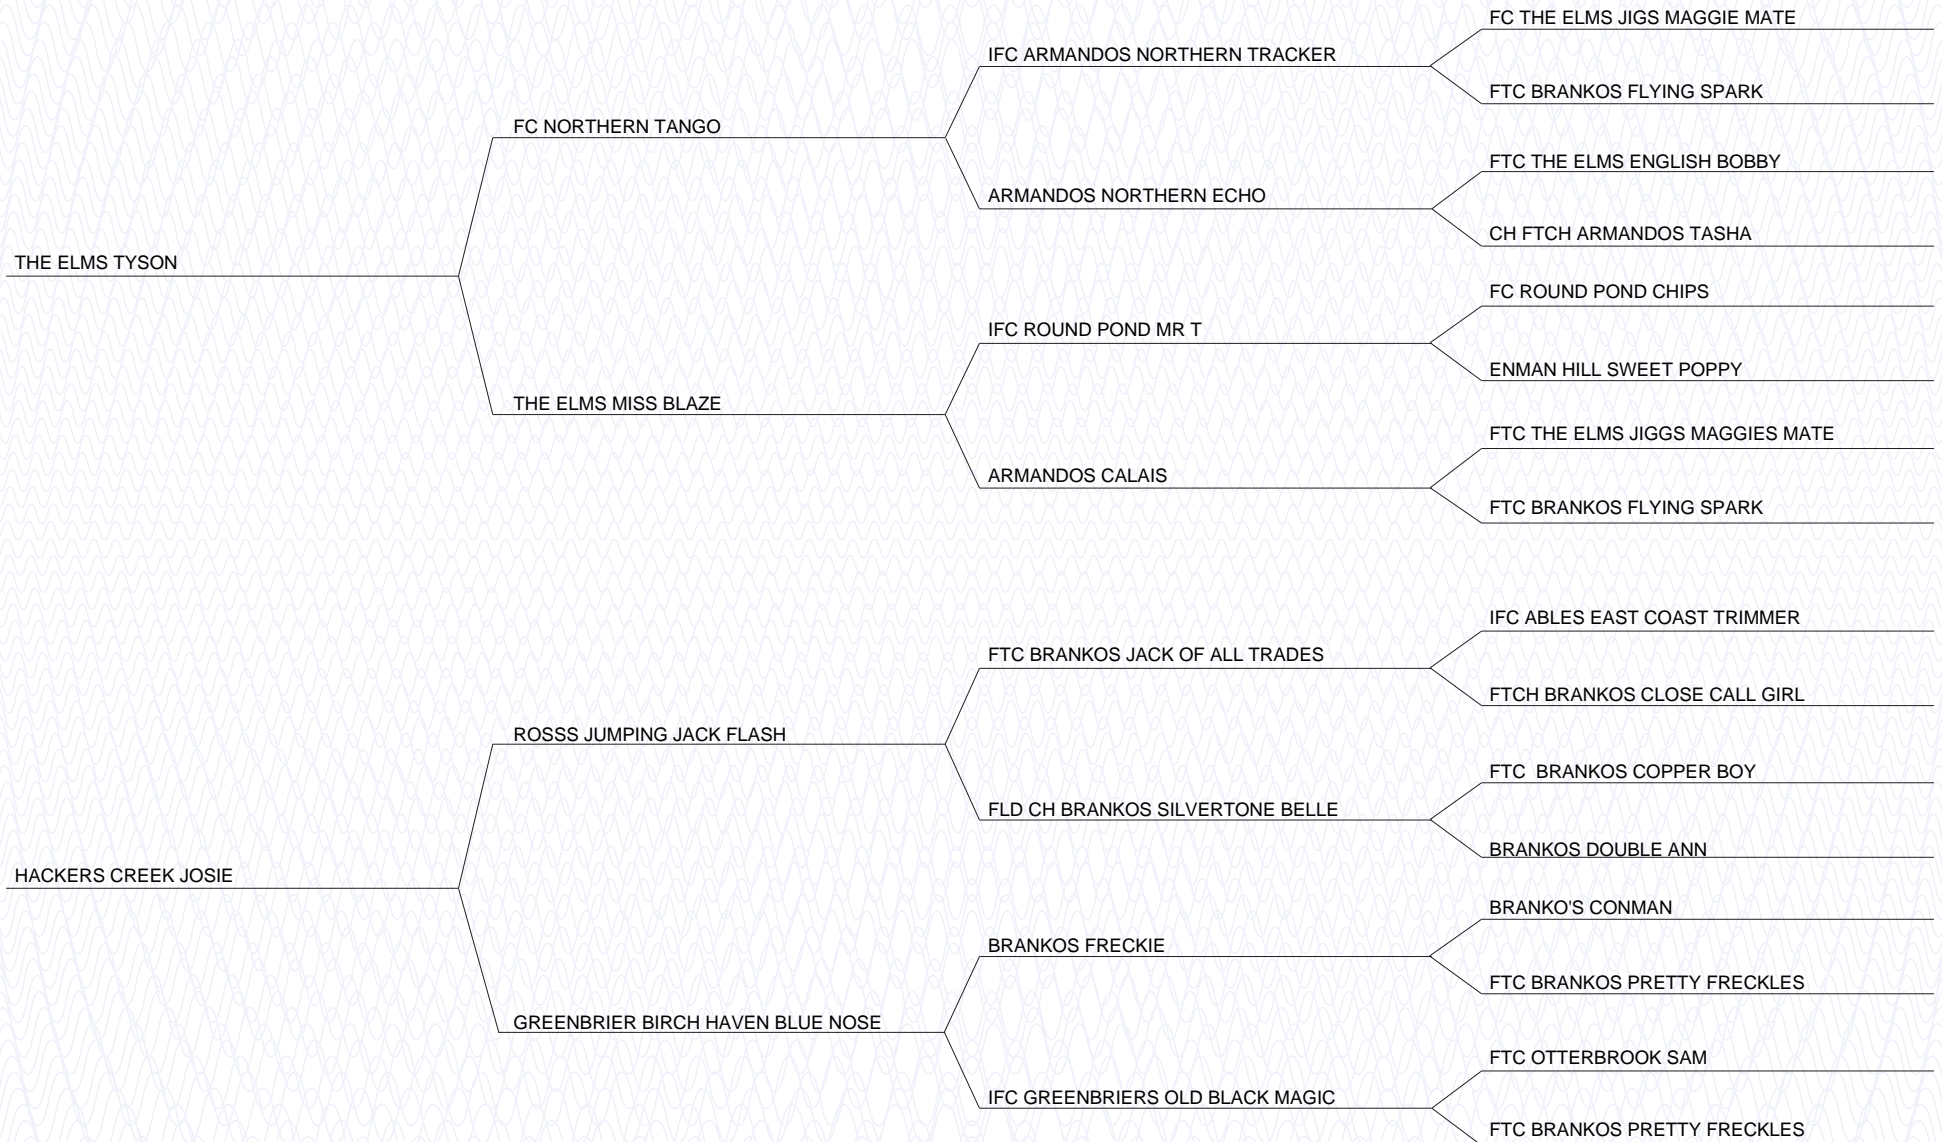 FC THE ELMS JIGS MAGGIE MATE
IFC ARMANDOS NORTHERN TRACKER
FTC BRANKOS FLYING SPARK
FC NORTHERN TANGO
FTC THE ELMS ENGLISH BOBBY
ARMANDOS NORTHERN ECHO
CH FTCH ARMANDOS TASHA
THE ELMS TYSON
FC ROUND POND CHIPS
IFC ROUND POND MR T
ENMAN HILL SWEET POPPY
THE ELMS MISS BLAZE
FTC THE ELMS JIGGS MAGGIES MATE
ARMANDOS CALAIS
FTC BRANKOS FLYING SPARK
IFC ABLES EAST COAST TRIMMER
FTC BRANKOS JACK OF ALL TRADES
FTCH BRANKOS CLOSE CALL GIRL
ROSSS JUMPING JACK FLASH
FTC  BRANKOS COPPER BOY
FLD CH BRANKOS SILVERTONE BELLE
BRANKOS DOUBLE ANN
HACKERS CREEK JOSIE
BRANKO'S CONMAN
BRANKOS FRECKIE
FTC BRANKOS PRETTY FRECKLES
GREENBRIER BIRCH HAVEN BLUE NOSE
FTC OTTERBROOK SAM
IFC GREENBRIERS OLD BLACK MAGIC
FTC BRANKOS PRETTY FRECKLES